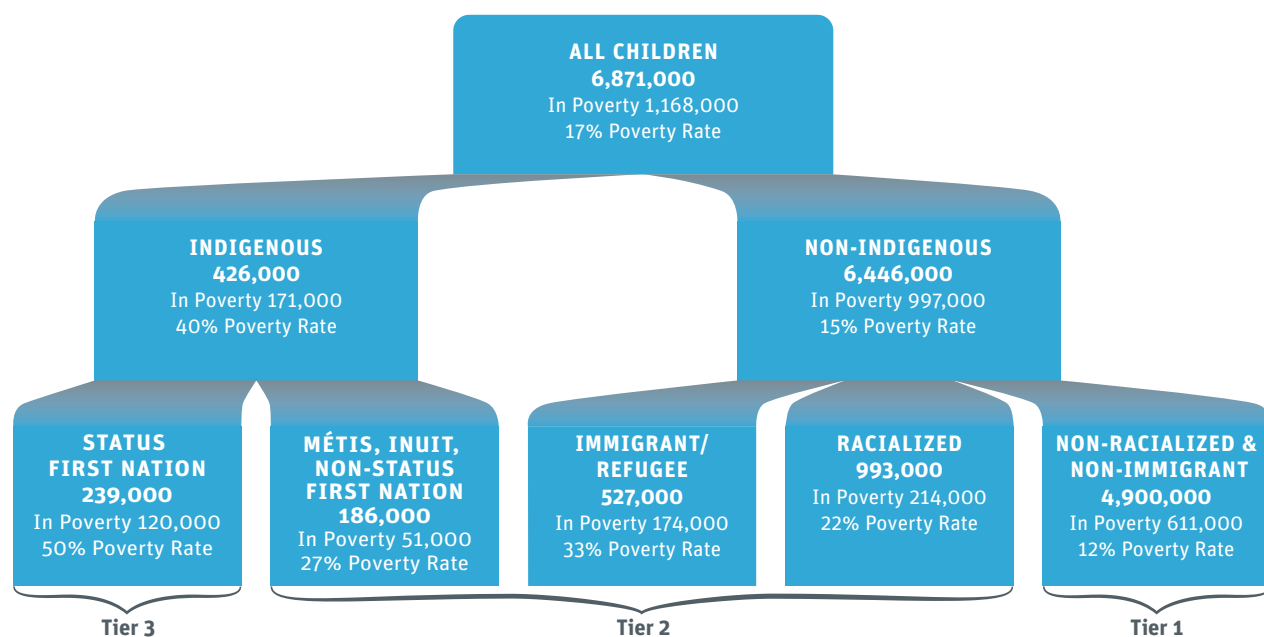 ALL CHILDREN
6,871,000
In Poverty 1,168,000
17% Poverty Rate
INDIGENOUS
426,000
In Poverty 171,000
40% Poverty Rate
NON-INDIGENOUS
6,446,000
In Poverty 997,000
15% Poverty Rate
STATUS
FIRST NATION
239,000
In Poverty 120,000
50% Poverty Rate
MÉTIS, INUIT,
NON-STATUS
FIRST NATION
186,000
In Poverty 51,000
27% Poverty Rate
IMMIGRANT/
REFUGEE
527,000
In Poverty 174,000
33% Poverty Rate
RACIALIZED
993,000
In Poverty 214,000
22% Poverty Rate
NON-RACIALIZED &
NON-IMMIGRANT
4,900,000
In Poverty 611,000
12% Poverty Rate
Tier 3
Tier 2
Tier 1